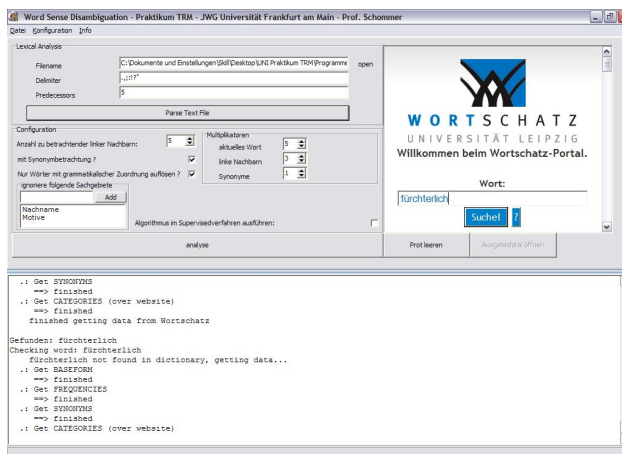 Word Sense Disambiguation - Praktikum TRM - JWG Universität Frankfurt am Main - Prof. Schommer
Datei Konfiguration Info
Lexical Analysis
Filename C:\Dokumente und Einstellungen\Skill\Desktop\UNI Praktikum TRM\Programme open
Delimiter .,;:!?"
Predecessors 5
Parse Text File
Configuration
Anzahl zu betrachtender linker Nachbarn: 5
mit Synonymbetrachtung ?
Nur Wörter mit grammatikalischer Zuordnung auflösen ?
Multiplikatoren
aktuelles Wort 5
linke Nachbarn 3
Synonyme 1
ignoriere folgende Sachgebiete
Add
Nachname
Motive
Algorithmus im Supervisedverfahren ausführen:
analyse
WORTSCHATZ
UNIVERSITÄT LEIPZIG
Willkommen beim Wortschatz-Portal.
Wort:
fürchterlich
Suche! ?
Prot leeren Ausgabedatei öffnen
.: Get SYNONYMS
==> finished
.: Get CATEGORIES (over website)
==> finished
finished getting data from Wortschatz
Gefunden: fürchterlich
Checking word: fürchterlich
fürchterlich not found in dictionary, getting data...
.: Get BASEFORM
==> finished
.: Get FREQUENCIES
==> finished
.: Get SYNONYMS
==> finished
.: Get CATEGORIES (over website)